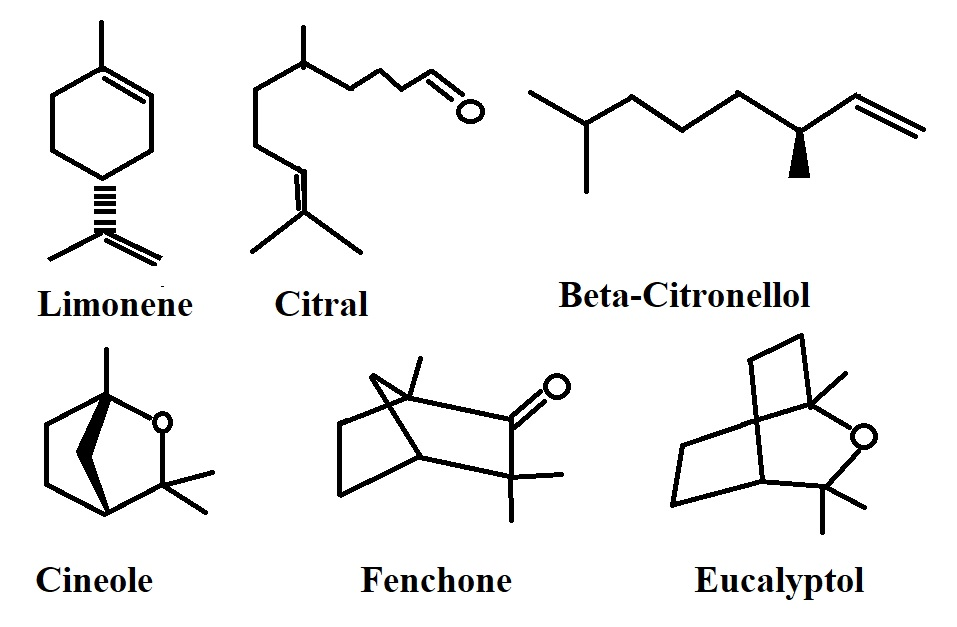 O
Limonene
Citral
Beta-Citronellol
O
O
O
Cineole
Fenchone
Eucalyptol